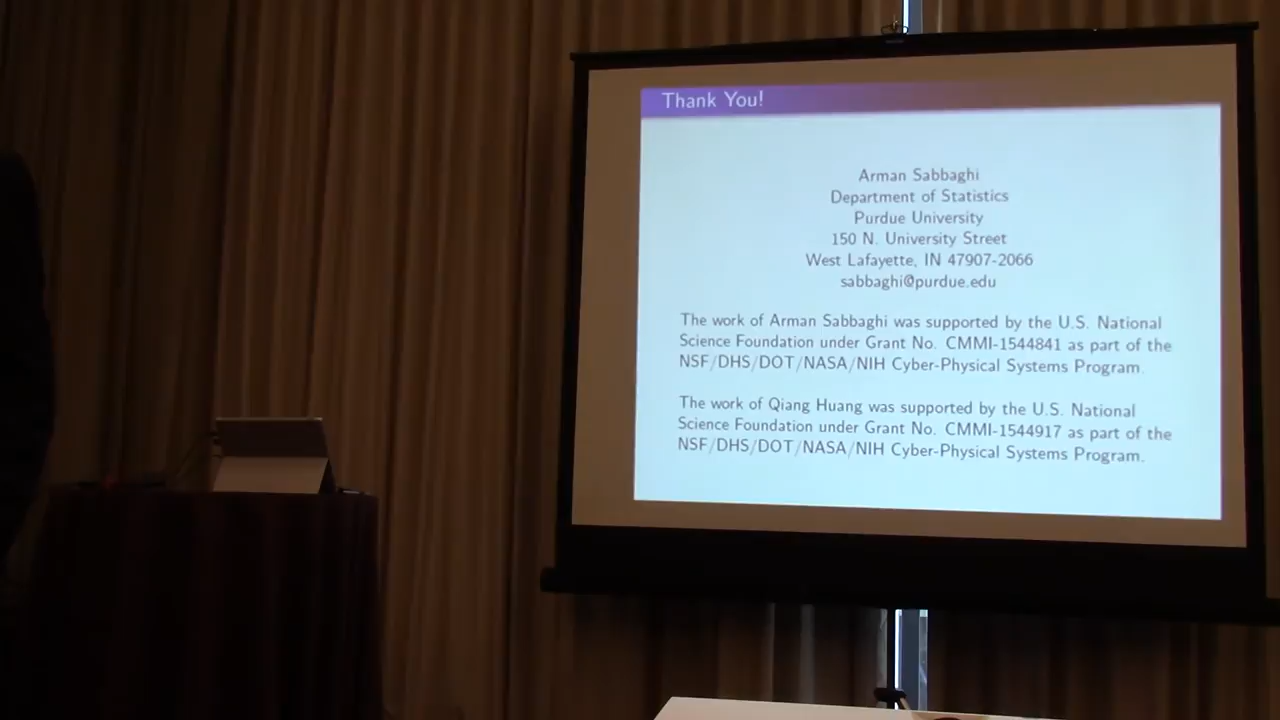 Thank You!
Arman Sabbaghi
Department of Statistics
Purdue University
150 N. University Street
West Lafayette, IN 47907-2066
sabbaghi@purdue.edu
The work of Arman Sabbaghi was supported by the U.S. National
Science Foundation under Grant No. CMMI-1544841 as part of the
NSF/DHS/DOT/NASA/NIH Cyber-Physical Systems Program.
The work of Qiang Huang was supported by the U.S. National
Science Foundation under Grant No. CMMI-1544917 as part of the
NSF/DHS/DOT/NASA/NIH Cyber-Physical Systems Program.